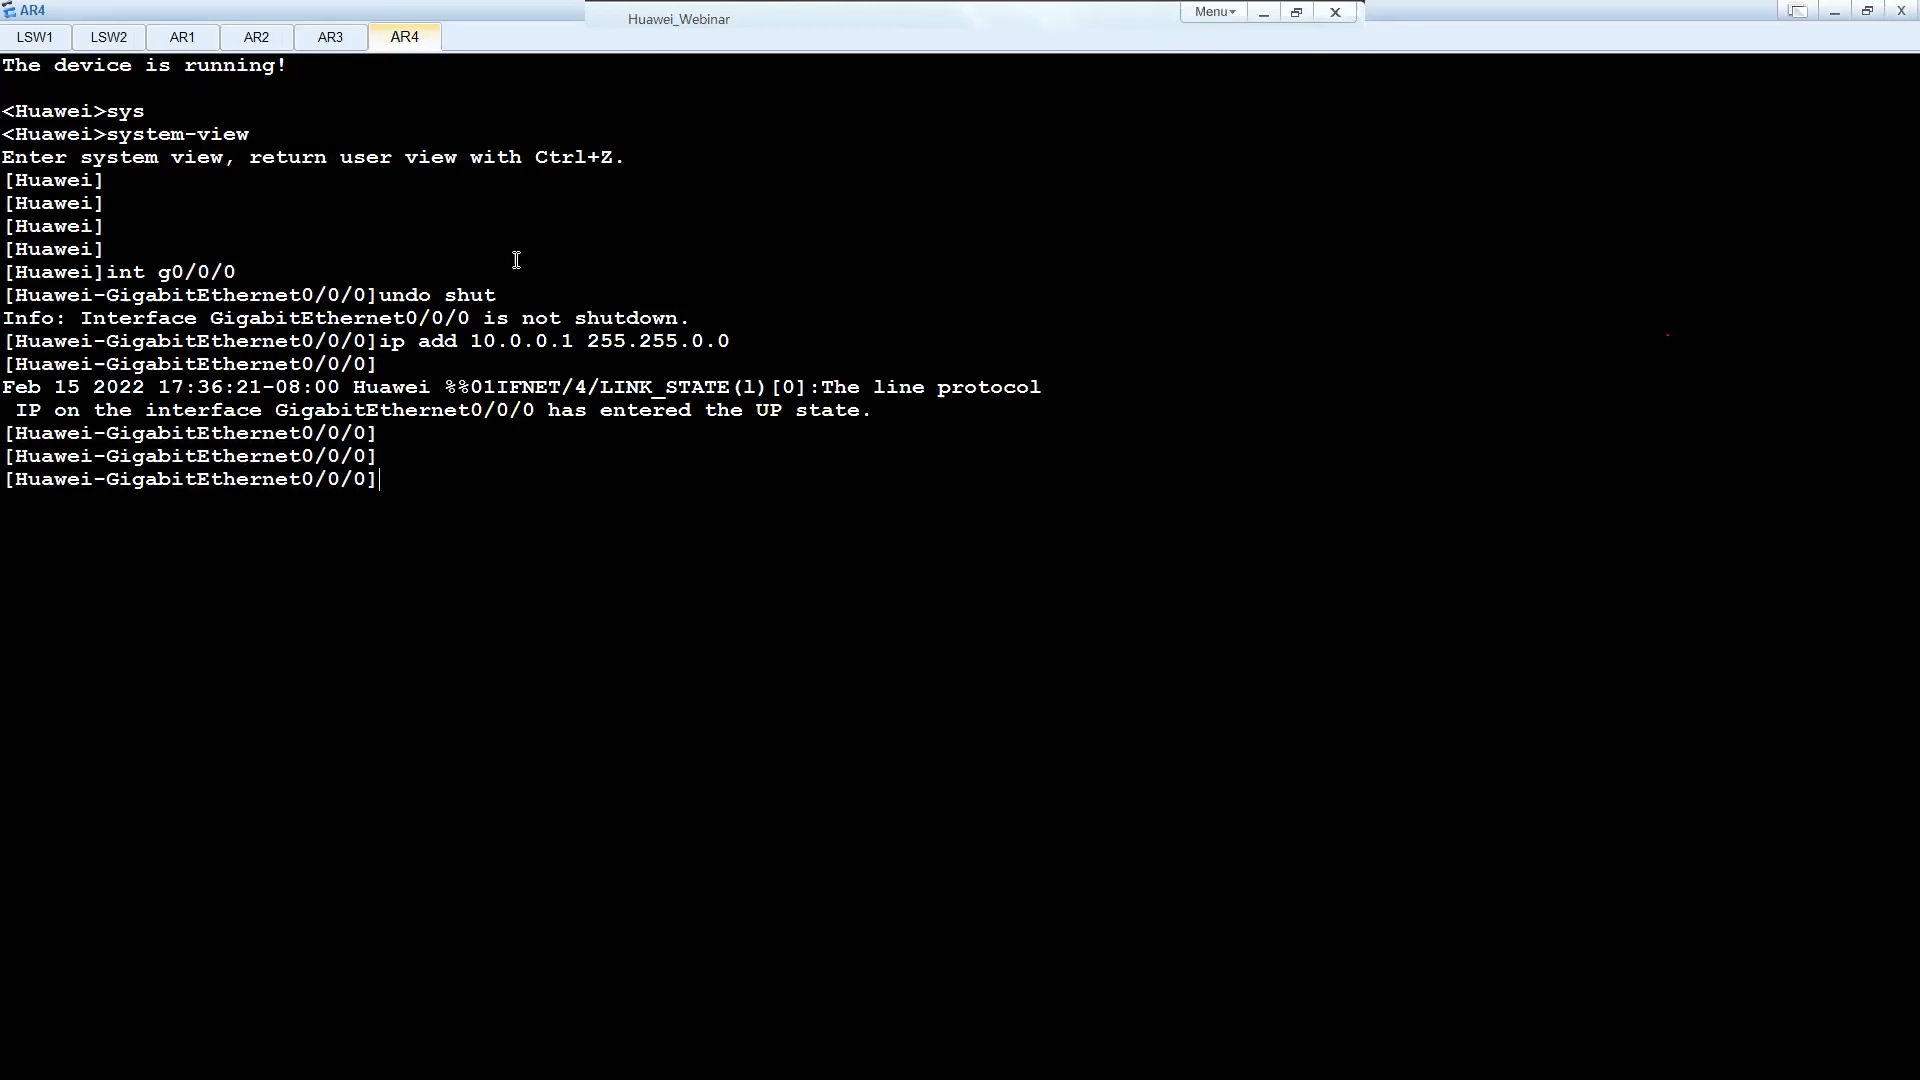 AR4
Huawei_Webinar
Menu
LSW1 LSW2 AR1 AR2 AR3 AR4
The device is running!
<Huawei>sys
<Huawei>system-view
Enter system view, return user view with Ctrl+Z.
[Huawei]
[Huawei]
[Huawei]
[Huawei]
[Huawei]int g0/0/0
[Huawei-GigabitEthernet0/0/0]undo shut
Info: Interface GigabitEthernet0/0/0 is not shutdown.
[Huawei-GigabitEthernet0/0/0]ip add 10.0.0.1 255.255.0.0
[Huawei-GigabitEthernet0/0/0]
Feb 15 2022 17:36:21-08:00 Huawei %%01IFNET/4/LINK_STATE(l)[0]:The line protocol
IP on the interface GigabitEthernet0/0/0 has entered the UP state.
[Huawei-GigabitEthernet0/0/0]
[Huawei-GigabitEthernet0/0/0]
[Huawei-GigabitEthernet0/0/0]